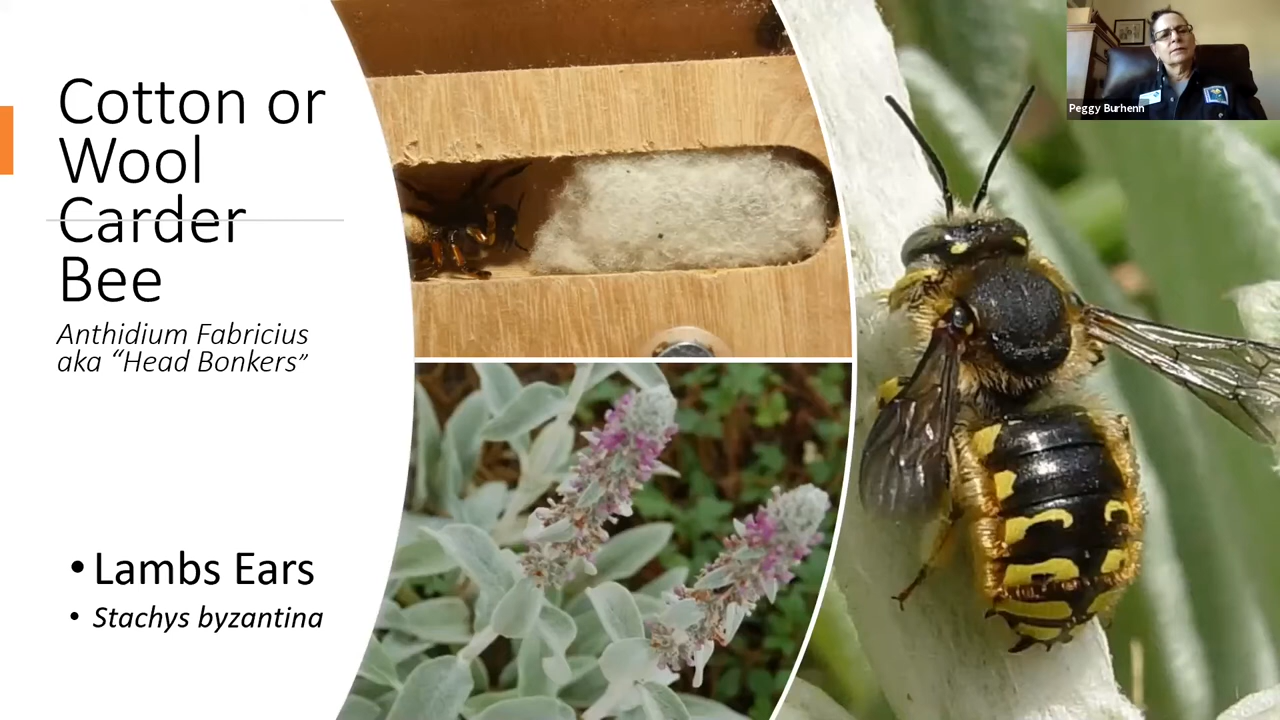 Cotton or
Wool
Carder
Bee
Anthidium Fabricius
aka “Head Bonkers”
• Lambs Ears
• Stachys byzantina
Peggy Burhenn